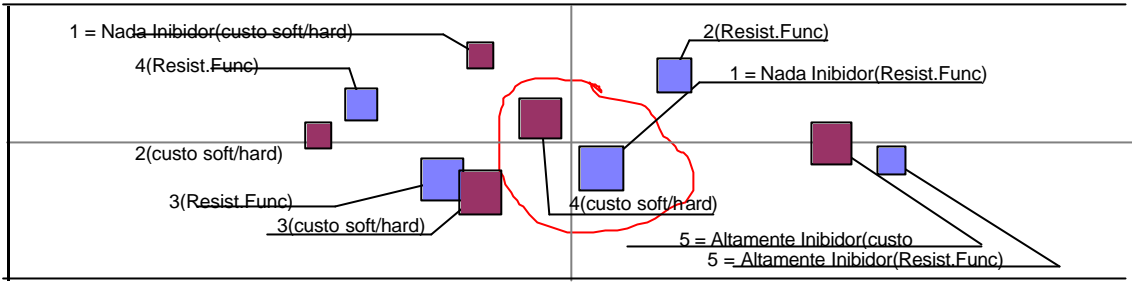 1 = Nada Inibidor(custo soft/hard)
2(Resist.Func)
4(Resist.Func)
1 = Nada Inibidor(Resist.Func)
2(custo soft/hard)
3(Resist.Func)
4(custo soft/hard)
3(custo soft/hard)
5 = Altamente Inibidor(custo
5 = Altamente Inibidor(Resist.Func)